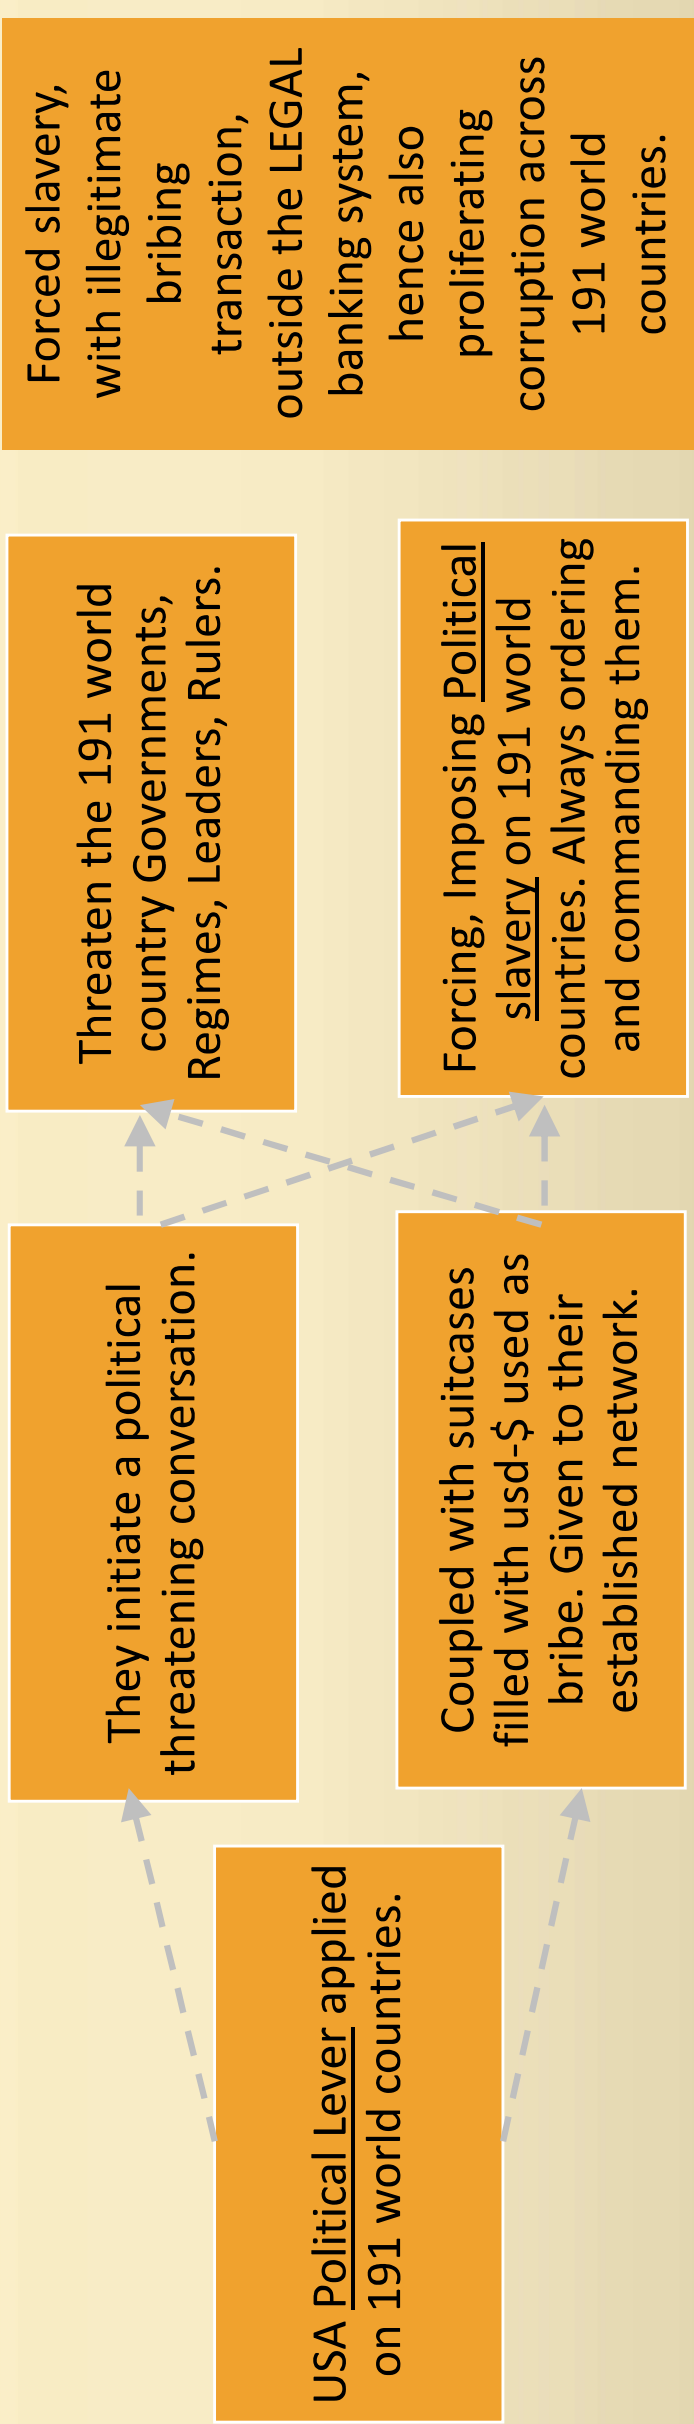 USA Political Lever applied
on 191 world countries.
They initiate a political
threatening conversation.
Coupled with suitcases
filled with usd-$ used as
bribe. Given to their
established network.
Threaten the 191 world
country Governments,
Regimes, Leaders, Rulers.
Forcing, Imposing Political
slavery on 191 world
countries. Always ordering
and commanding them.
Forced slavery,
with illegitimate
bribing
transaction,
outside the LEGAL
banking system,
hence also
proliferating
corruption across
191 world
countries.